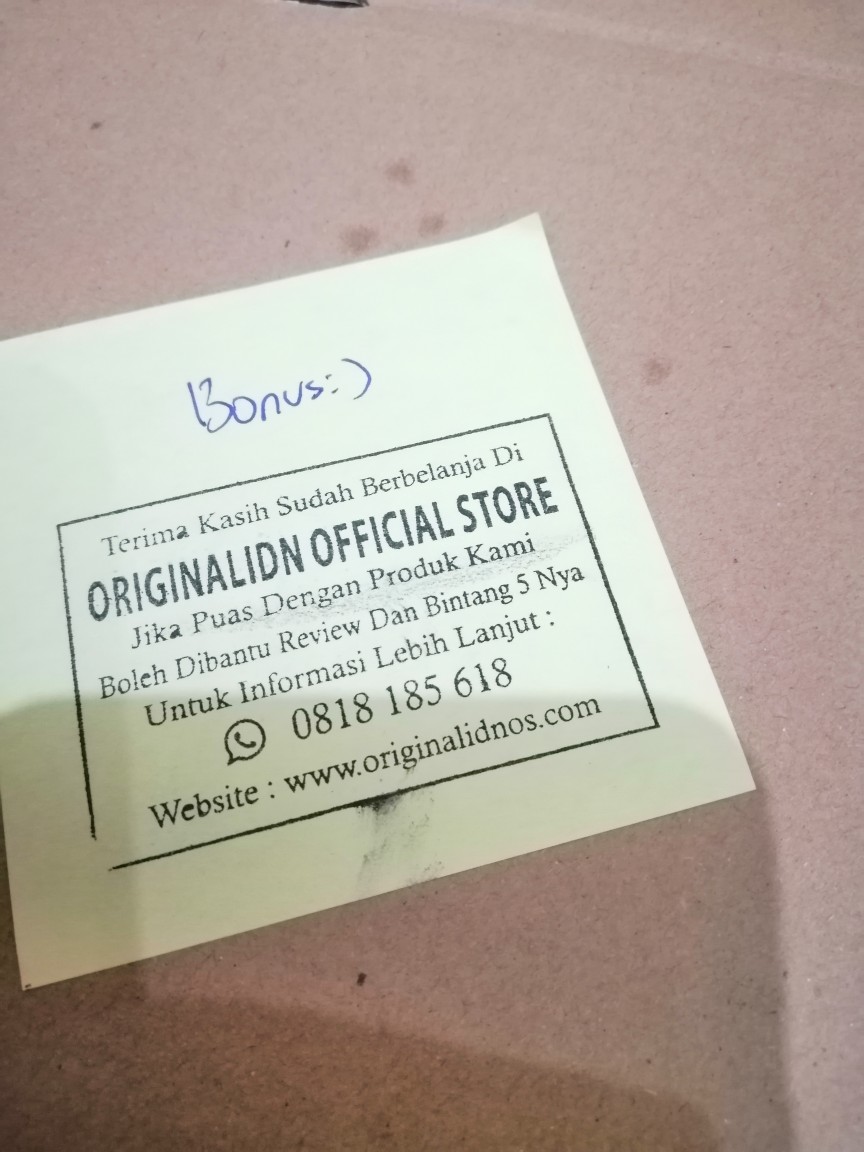 Bonus:)
Terima Kasih Sudah Berbelanja Di
ORIGINALIDN OFFICIAL STORE
Jika Puas Dengan Produk Kami
Boleh Dibantu Review Dan Bintang 5 Nya
Untuk Informasi Lebih Lanjut :
0818 185 618
Website : www.originalidnos.com